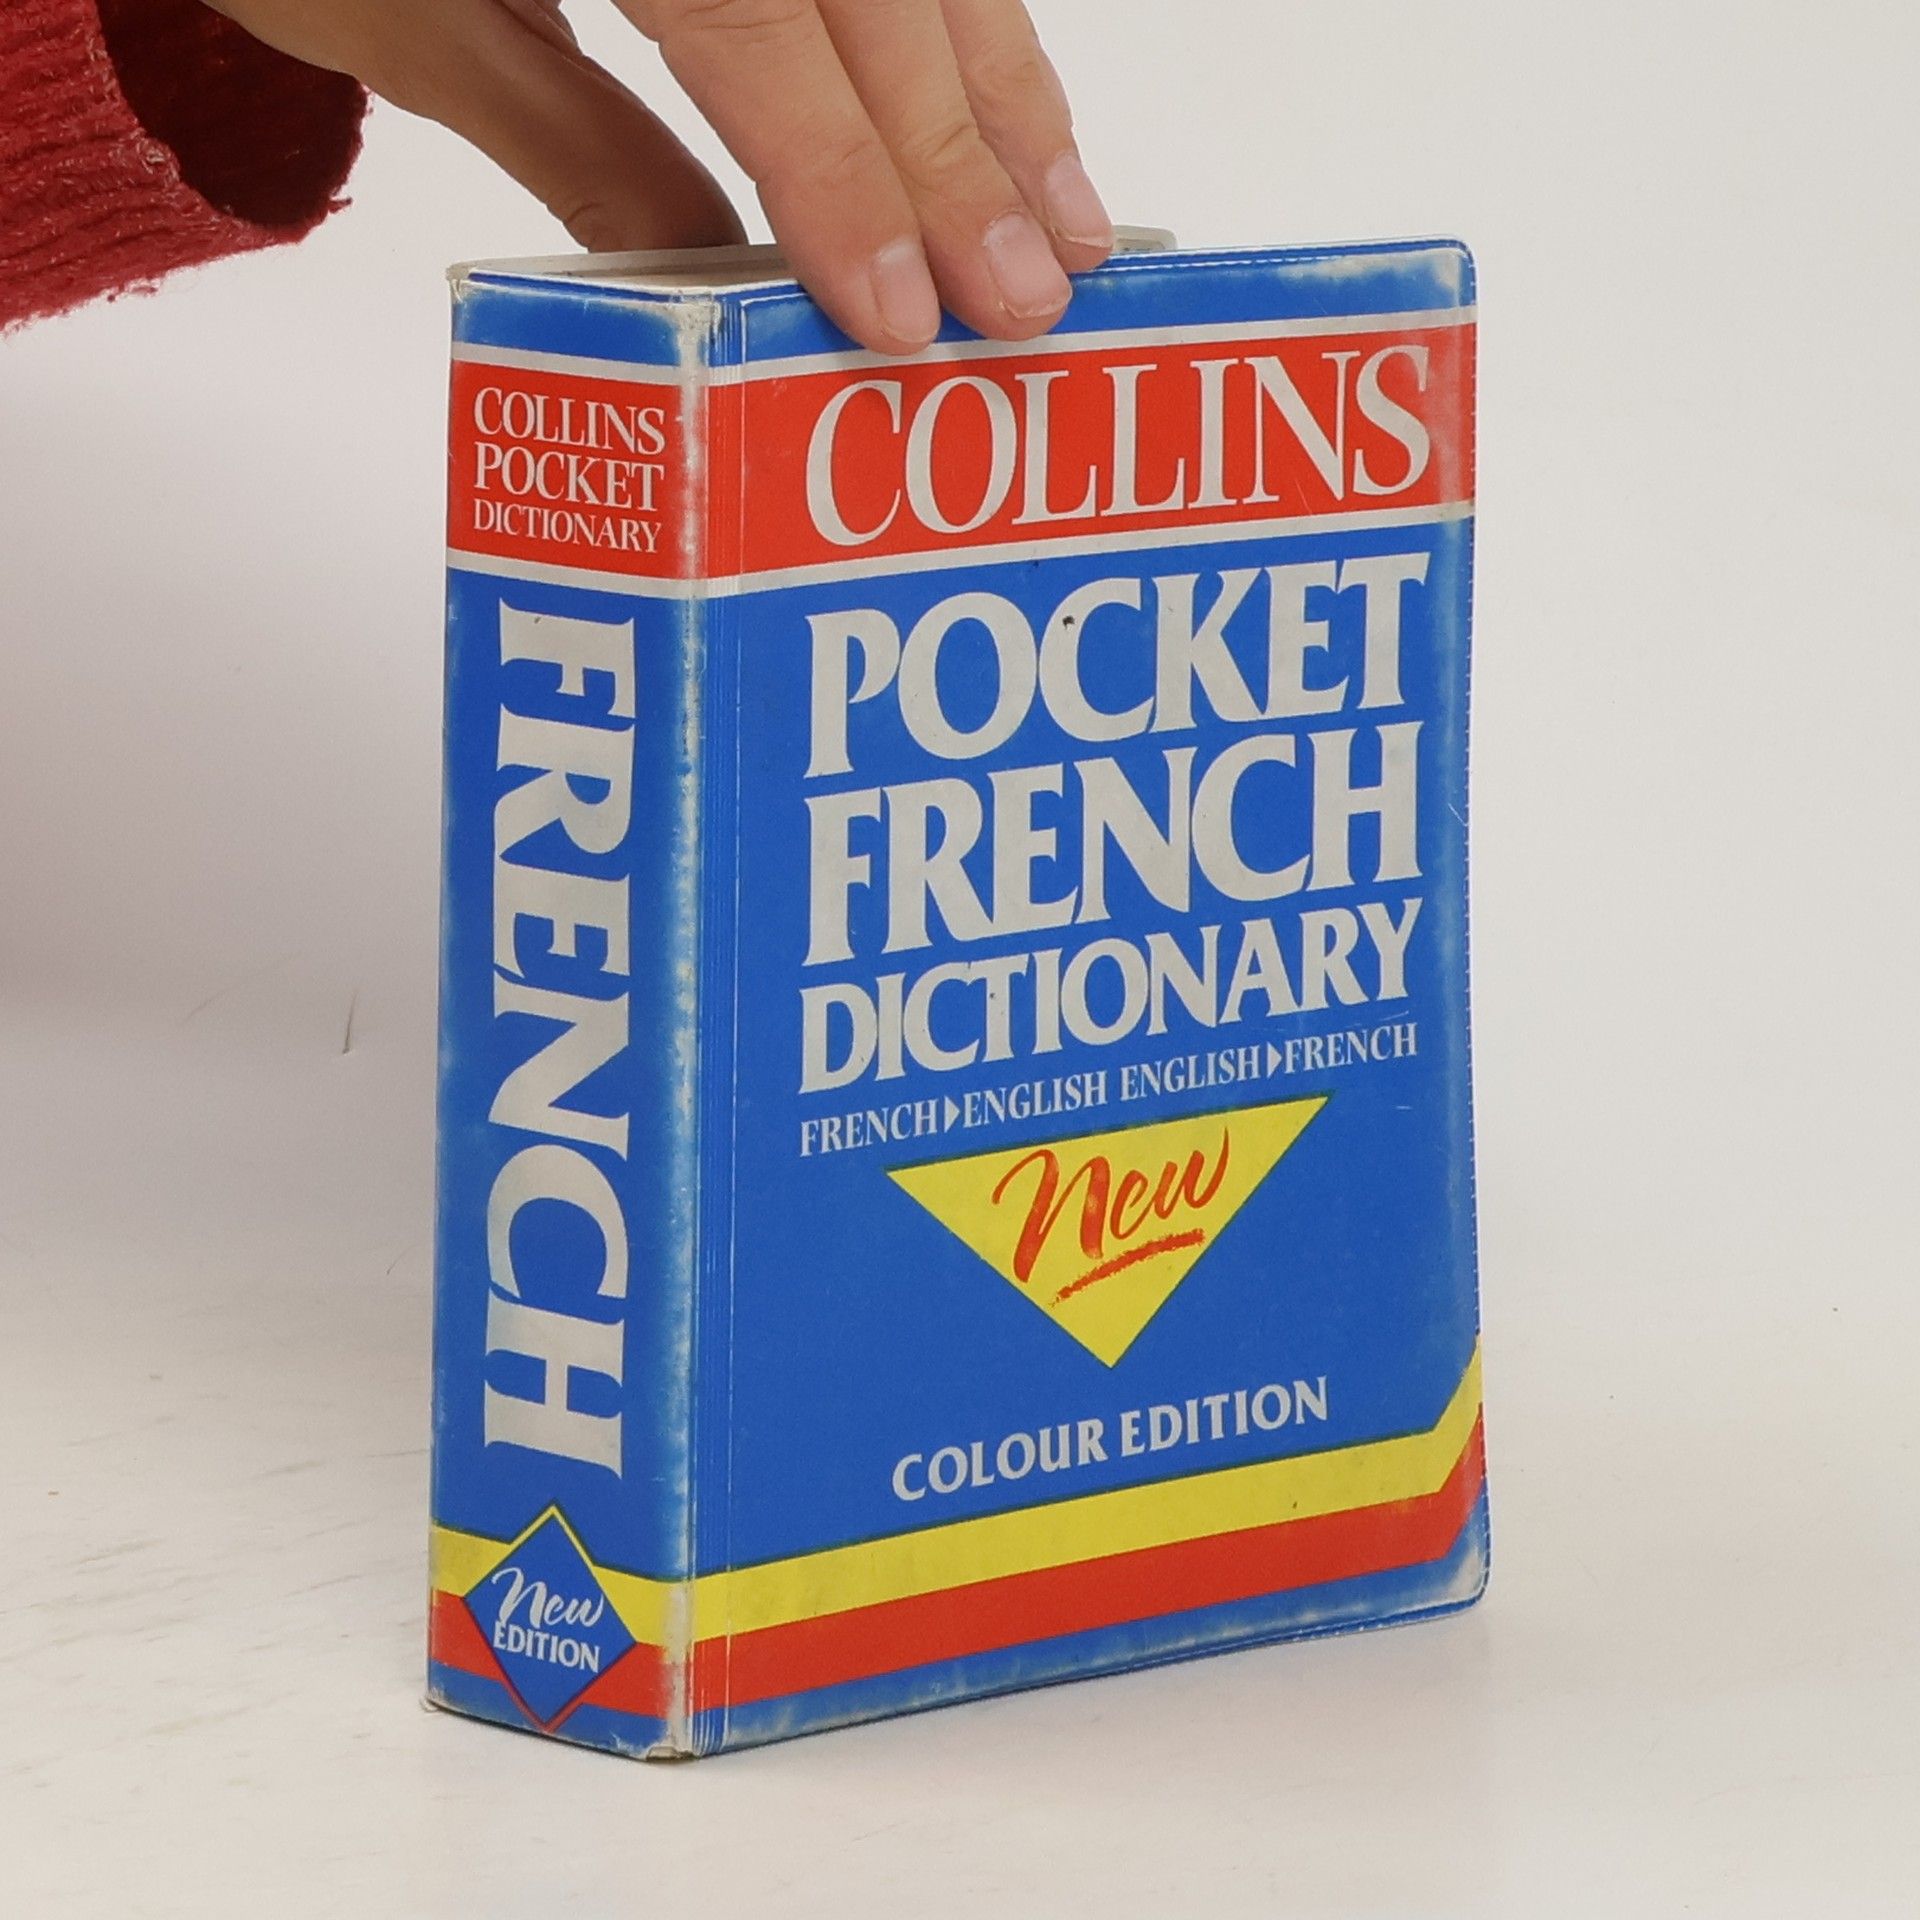 COLLINS
POCKET
DICTIONARY
FRENCH
New
EDITION
COLLINS
POCKET
FRENCH
DICTIONARY
FRENCH▶ENGLISH ENGLISH▶FRENCH
New
COLOUR EDITION